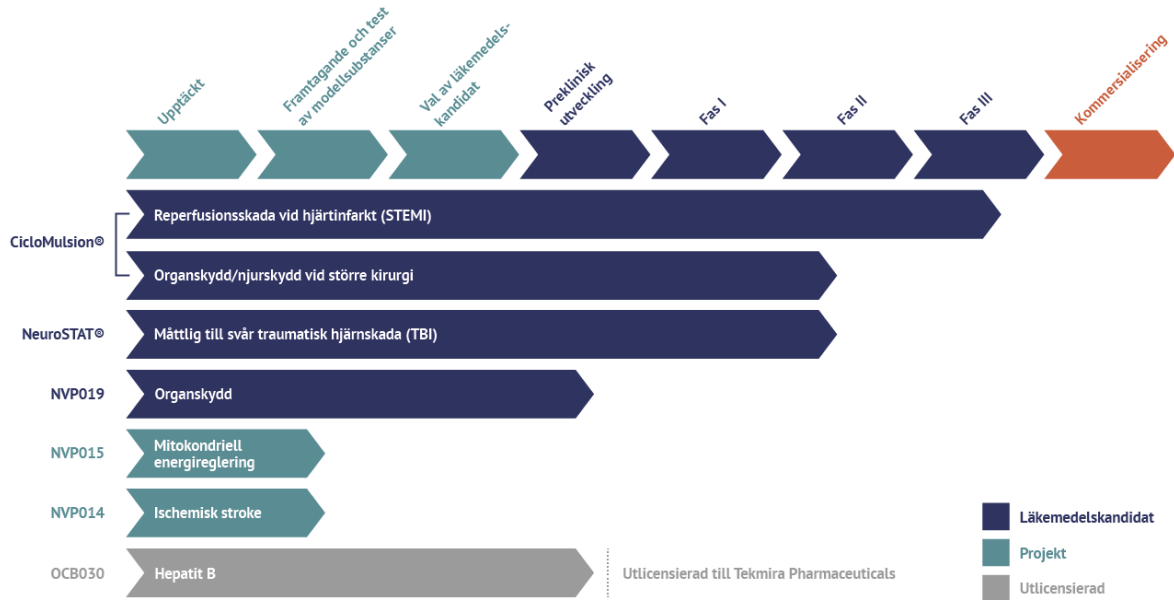 Upptäckt
Framtagande och test
av modellsubstanser
Val av läkemedels-
kandidat
Preklinisk
utveckling
Fas I
Fas II
Fas III
Kommersialisering
CicloMulsion®
Reperfusionsskada vid hjärtinfarkt (STEMI)
Organskydd/njurskydd vid större kirurgi
NeuroSTAT®
Måttlig till svår traumatisk hjärnskada (TBI)
NVP019
Organskydd
NVP015
Mitokondriell
energireglering
NVP014
Ischemisk stroke
OCB030
Hepatit B
Utlicensierad till Tekmira Pharmaceuticals
Läkemedelskandidat
Projekt
Utlicensierad